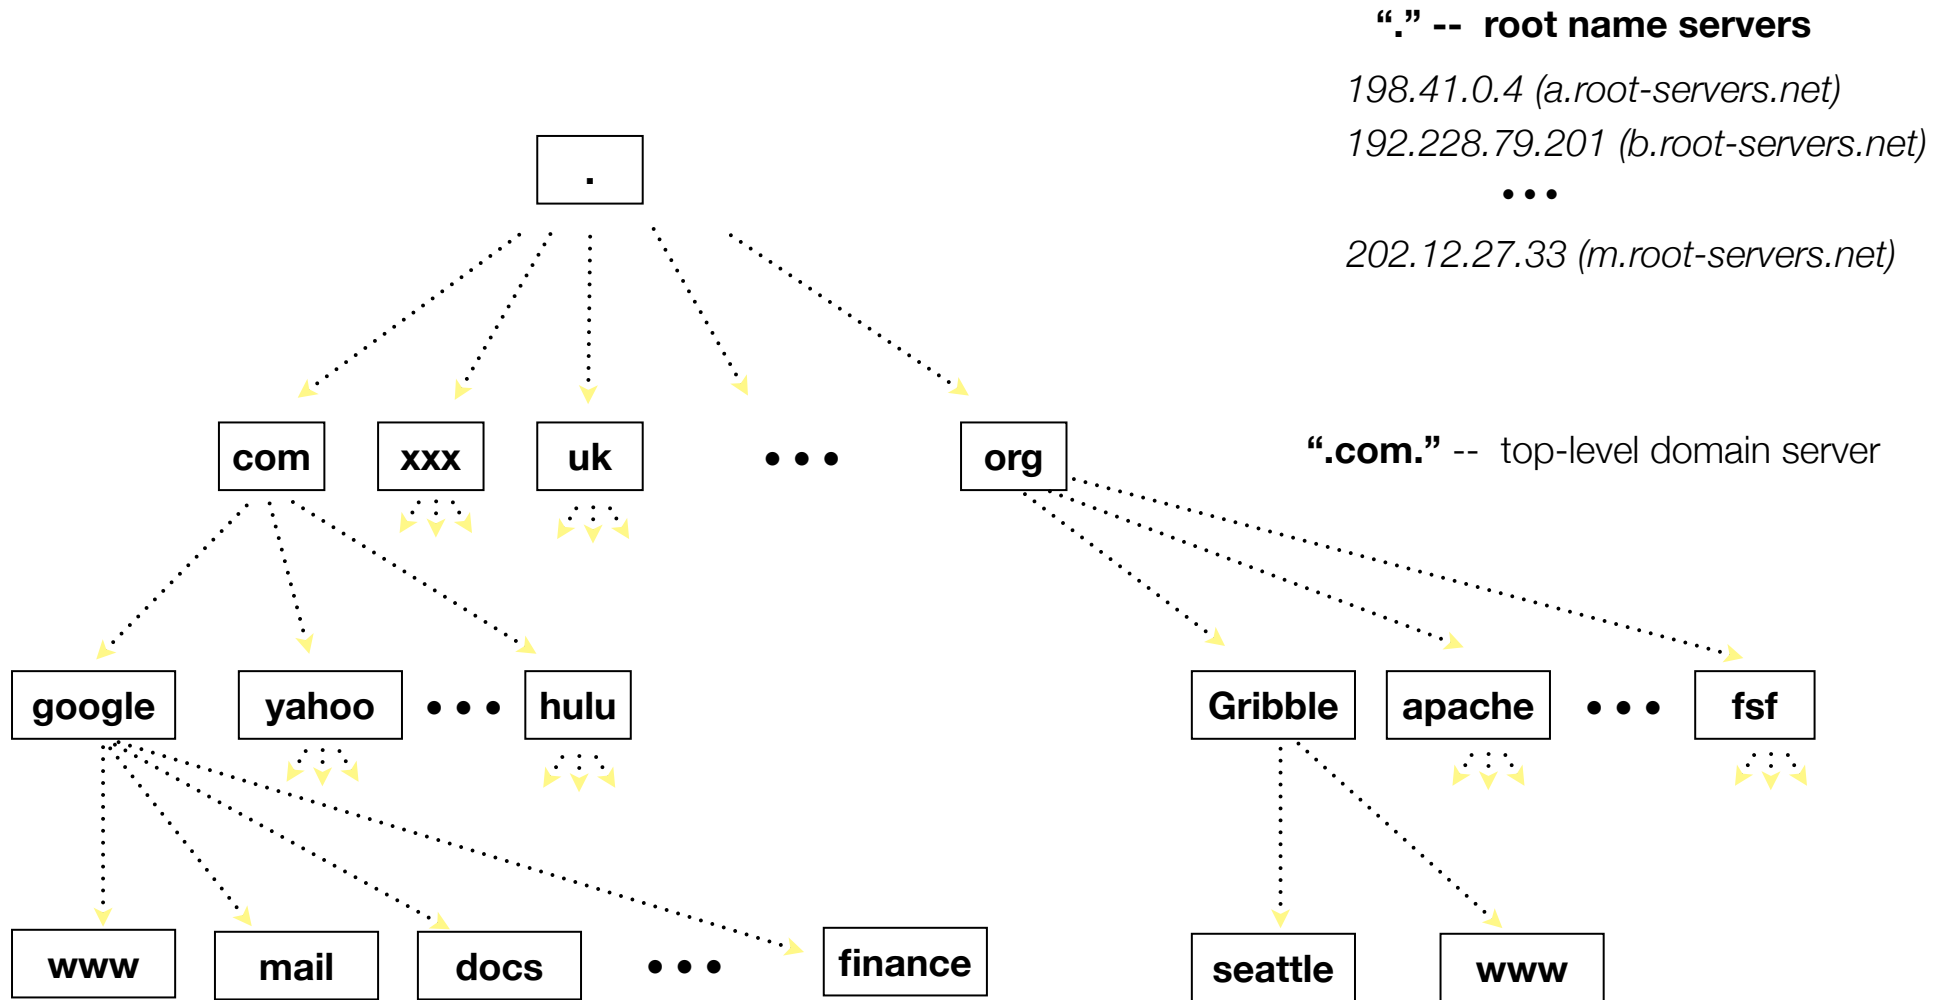 “.” -- root name servers
198.41.0.4 (a.root-servers.net)
192.228.79.201 (b.root-servers.net)
•••
202.12.27.33 (m.root-servers.net)
.
com xxx uk ••• org
“.com.” -- top-level domain server
google yahoo ••• hulu Gribble apache ••• fsf
www mail docs ••• finance seattle www